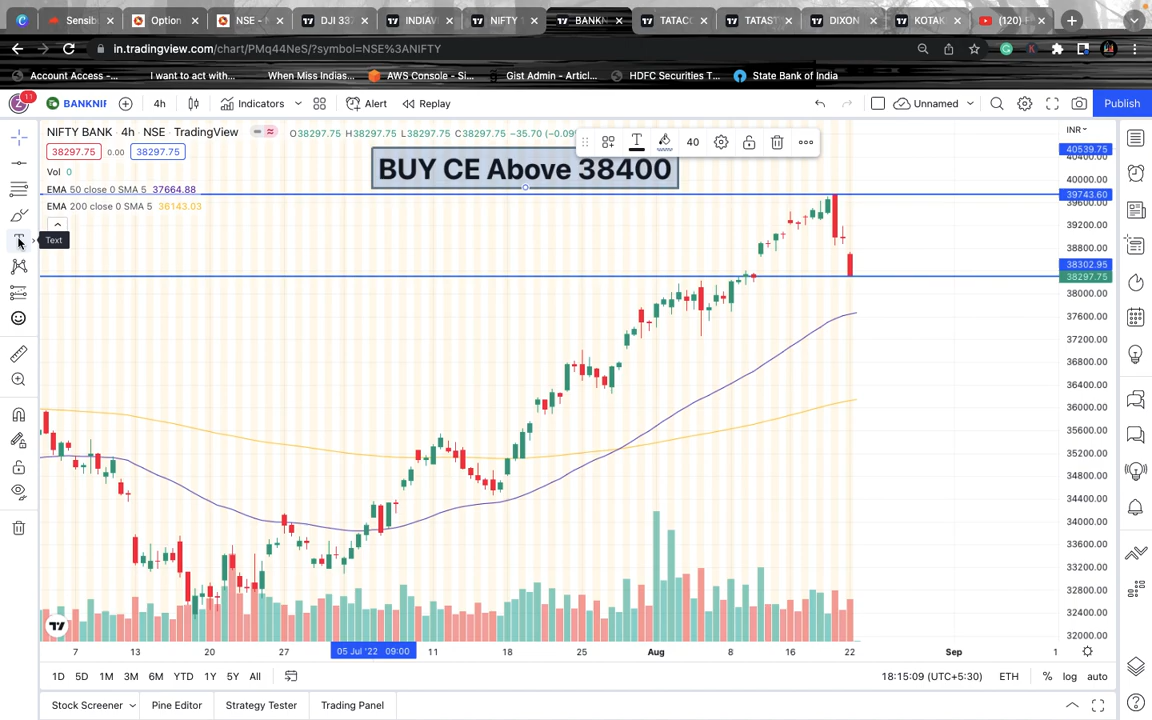 Sensib
Option
NSE -
DJI 337
INDIAV
NIFTY
BANKN
TATACO
TATAST
DIXON
KOTAK
(120)
in.tradingview.com/chart/PMq44NeS/?symbol=NSE%3ANIFTY
Account Access -... I want to act with... When Miss Indias... AWS Console - Si... Gist Admin - Articl... HDFC Securities T... State Bank of India
11
BANKNIF 4h Indicators Alert Replay Unnamed Publish
NIFTY BANK • 4h • NSE • TradingView O38297.75 H38297.75 L38297.75 C38297.75 −35.70 (−0.09%
INR
38297.75 0.00 38297.75
40
Vol 0
EMA 50 close 0 SMA 5 37664.88
EMA 200 close 0 SMA 5 36143.03
BUY CE Above 38400
Text
40539.75
40400.00
40000.00
39743.60
39600.00
39200.00
38800.00
38302.95
38297.75
38000.00
37600.00
37200.00
36800.00
36400.00
36000.00
35600.00
35200.00
34800.00
34400.00
34000.00
33600.00
33200.00
32800.00
32400.00
32000.00
7 13 20 27 05 Jul '22 09:00 11 18 25 Aug 8 16 22 Sep 1
1D 5D 1M 3M 6M YTD 1Y 5Y All 18:15:09 (UTC+5:30) ETH % log auto
Stock Screener Pine Editor Strategy Tester Trading Panel